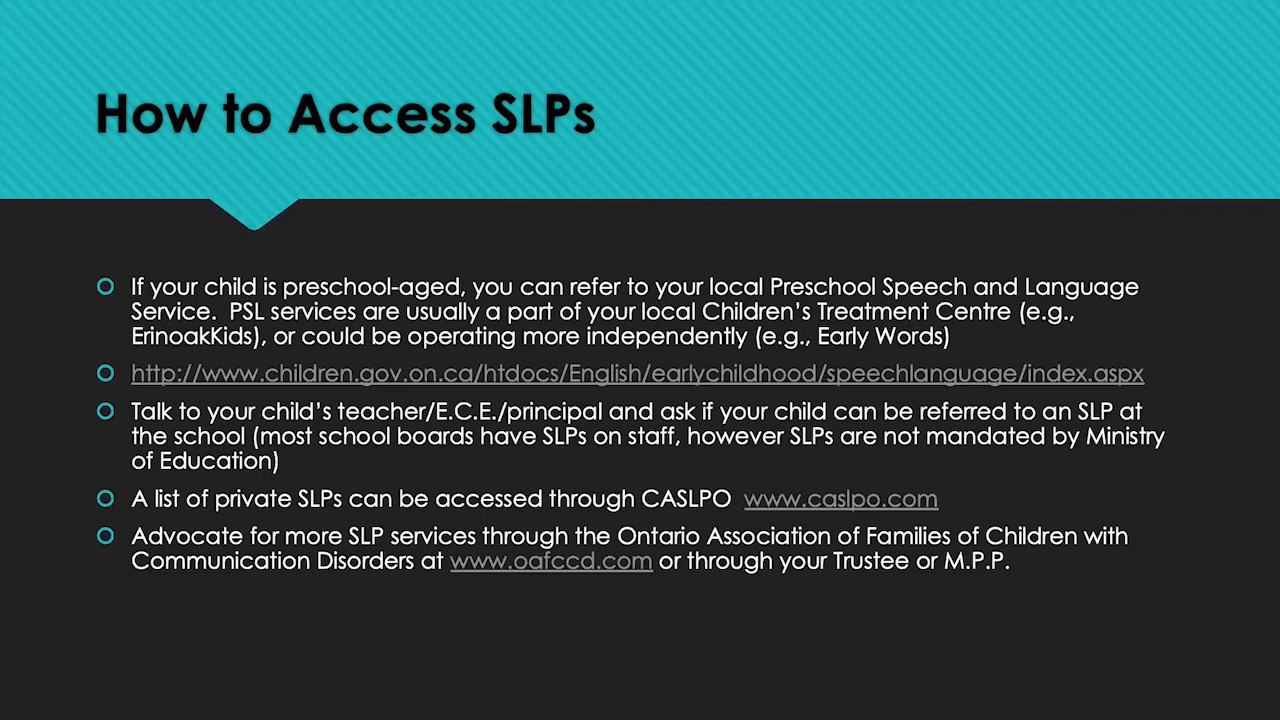 How to Access SLPs
If your child is preschool-aged, you can refer to your local Preschool Speech and Language
Service.  PSL services are usually a part of your local Children's Treatment Centre (e.g.,
ErinoakKids), or could be operating more independently (e.g., Early Words)
http://www.children.gov.on.ca/htdocs/English/earlychildhood/speechlanguage/index.aspx
Talk to your child's teacher/E.C.E./principal and ask if your child can be referred to an SLP at
the school (most school boards have SLPs on staff, however SLPs are not mandated by Ministry
of Education)
A list of private SLPs can be accessed through CASLPO  www.caslpo.com
Advocate for more SLP services through the Ontario Association of Families of Children with
Communication Disorders at www.oafccd.com or through your Trustee or M.P.P.